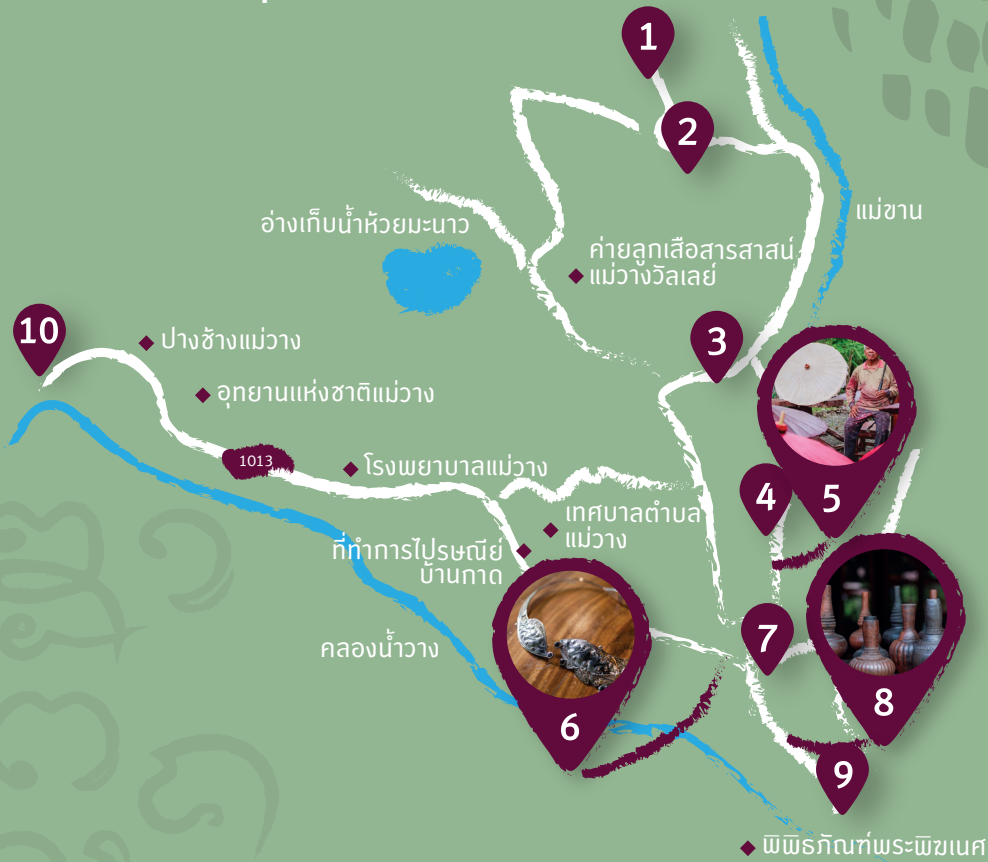 1
2
แม่ขาน
อ่างเก็บน้ำห้วยมะนาว
ค่ายลูกเสือสารสาสน์
แม่วางวัลเลย์
10
ปางช้างแม่วาง
3
อุทยานแห่งชาติแม่วาง
1013
โรงพยาบาลแม่วาง
4
5
เทศบาลตำบล
แม่วาง
ที่ทำการไปรษณีย์
บ้านกาด
คลองน้ำวาง
7
6
8
9
พิพิธภัณฑ์พระพิฆเนศ